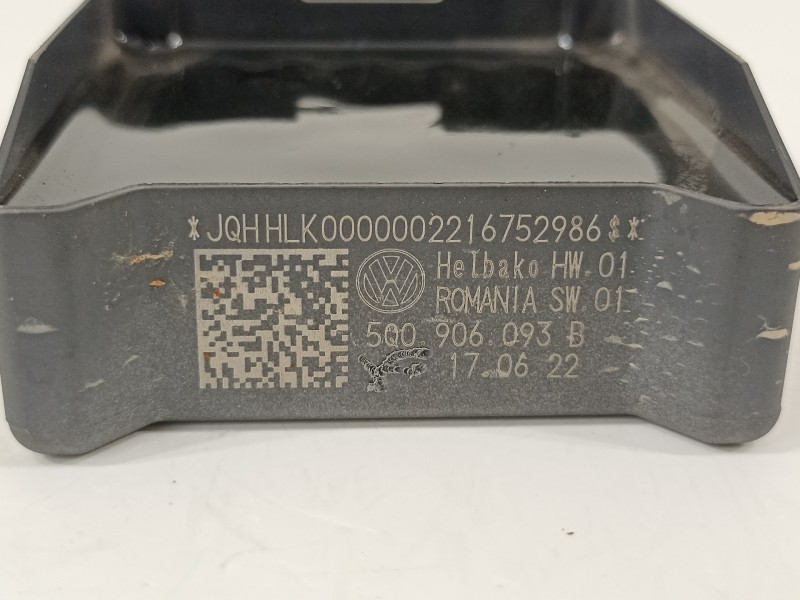 *JQHHLK0000002216752986$*
Helbako HW.01
ROMANIA SW.01
5Q0 906 093 B
17 06 22